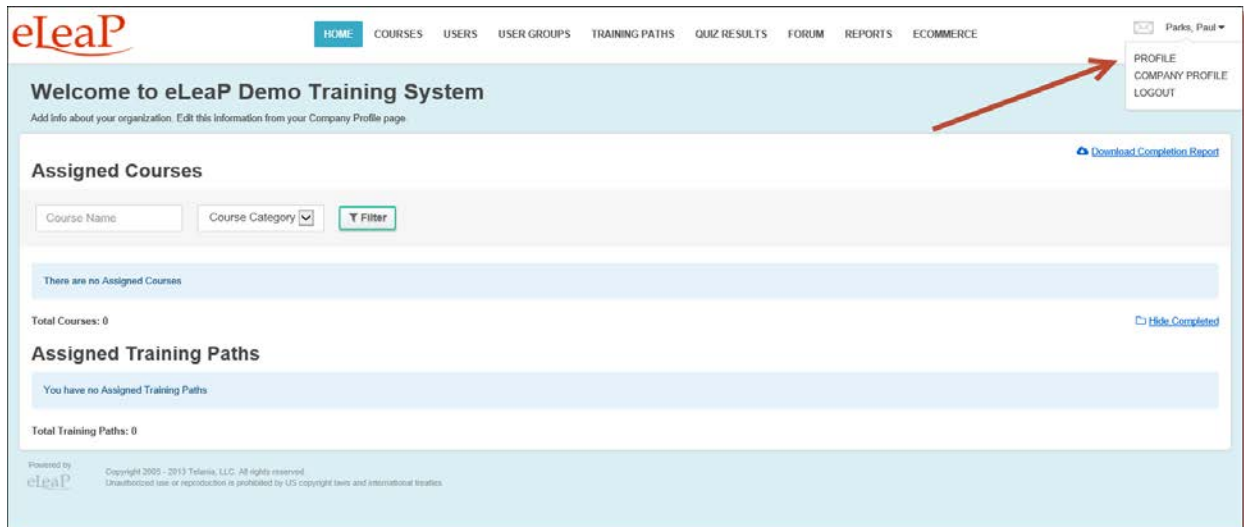 eLeaP
HOME COURSES USERS USER GROUPS TRAINING PATHS QUIZ RESULTS FORUM REPORTS ECOMMERCE
Parks, Paul
PROFILE
COMPANY PROFILE
LOGOUT
Welcome to eLeaP Demo Training System
Add info about your organization. Edit this information from your Company Profile page.
Download Completion Report
Assigned Courses
Course Name Course Category Filter
There are no Assigned Courses
Total Courses: 0 Hide Completed
Assigned Training Paths
You have no Assigned Training Paths
Total Training Paths: 0
Powered by
eLeaP
Copyright 2005 - 2013 Telania, LLC. All rights reserved.
Unauthorized use or reproduction is prohibited by US copyright laws and international treaties.